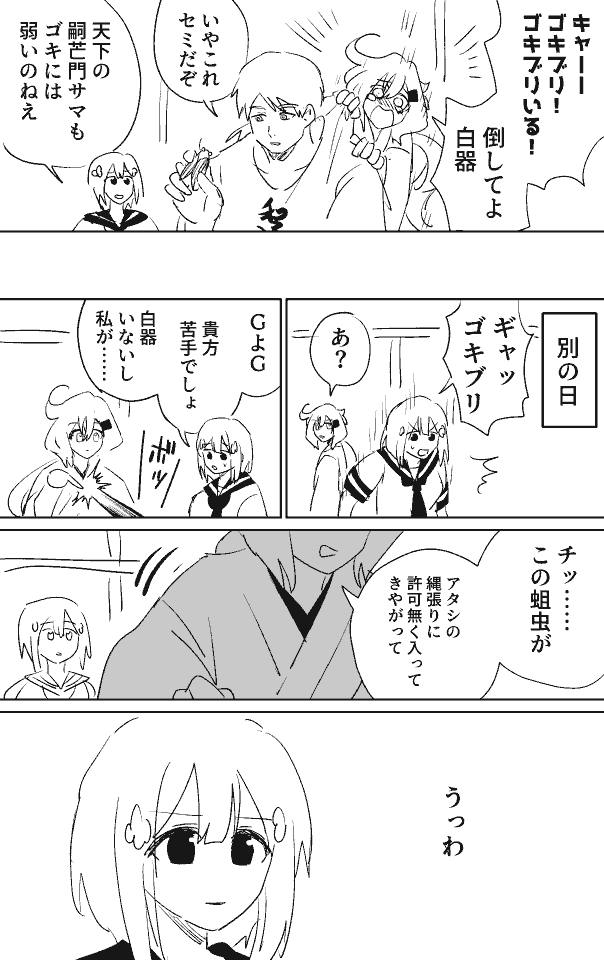 キャーー
ゴキブリ！
ゴキブリいる！
倒してよ
白器
いやこれ
セミだぞ
天下の
嗣芒門サマも
ゴキには
弱いのねえ
別の日
ギャッ
ゴキブリ
あ？
GよG
貴方
苦手でしょ
白器
いないし
私が……
ボッ
チッ……
この蛆虫が
アタシの
縄張りに
許可無く入って
きやがって
うっわ